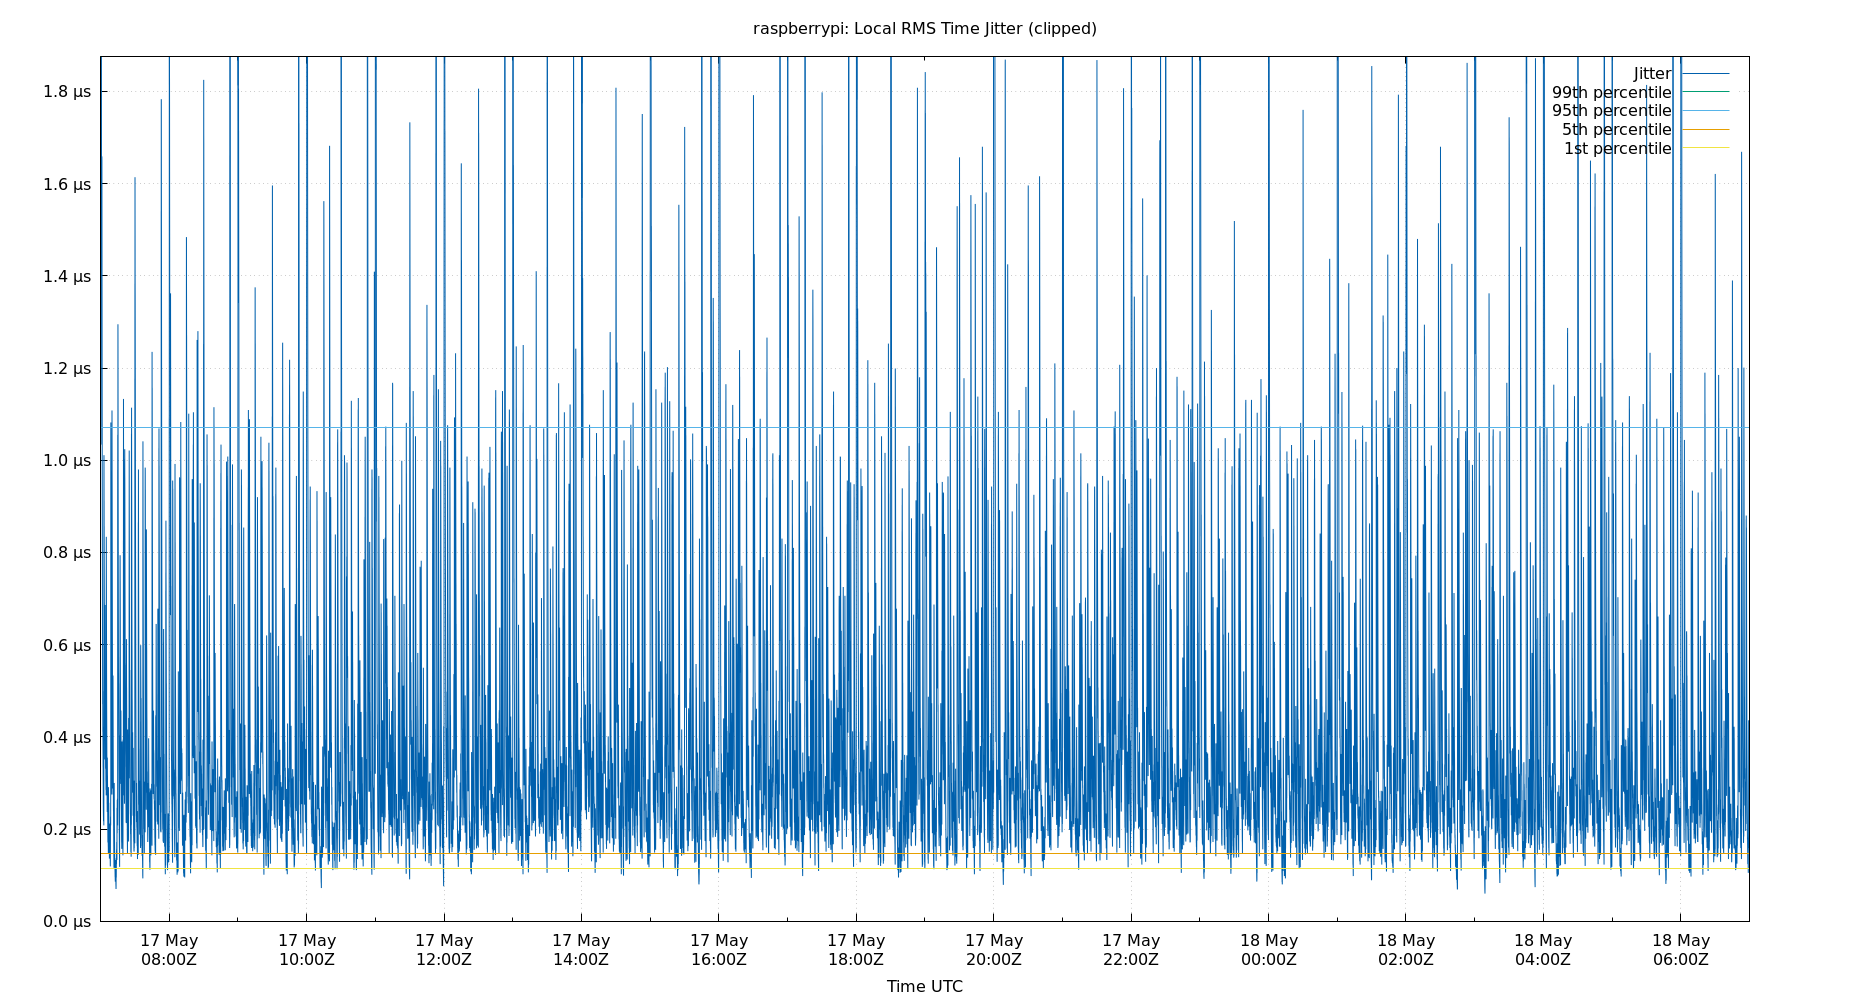 raspberrypi: Local RMS Time Jitter (clipped)
1.8 µs
1.6 µs
1.4 µs
1.2 µs
1.0 µs
0.8 µs
0.6 µs
0.4 µs
0.2 µs
0.0 µs
Jitter
99th percentile
95th percentile
5th percentile
1st percentile
17 May 17 May 17 May 17 May 17 May 17 May 17 May 17 May 18 May 18 May 18 May 18 May
08:00Z 10:00Z 12:00Z 14:00Z 16:00Z 18:00Z 20:00Z 22:00Z 00:00Z 02:00Z 04:00Z 06:00Z
Time UTC